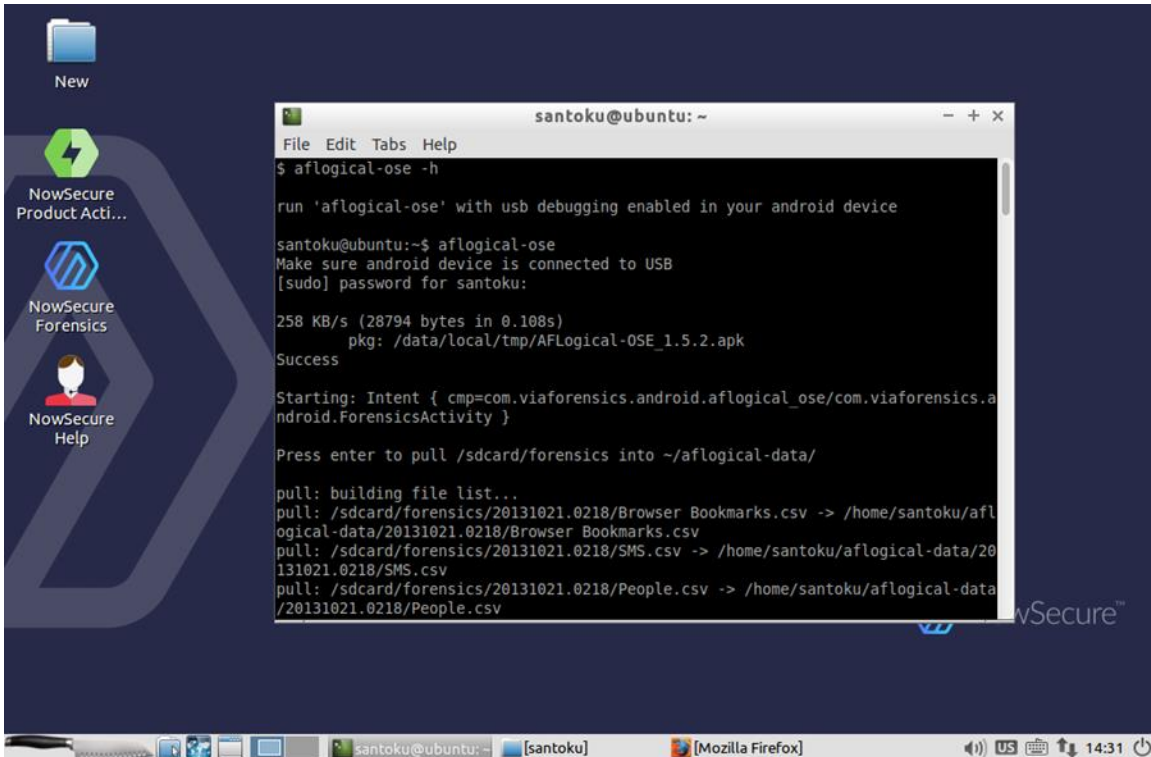 New
NowSecure
Product Acti...
NowSecure
Forensics
NowSecure
Help
santoku@ubuntu: ~
File Edit Tabs Help
$ aflogical-ose -h
run 'aflogical-ose' with usb debugging enabled in your android device
santoku@ubuntu:~$ aflogical-ose
Make sure android device is connected to USB
[sudo] password for santoku:
258 KB/s (28794 bytes in 0.108s)
pkg: /data/local/tmp/AFLogical-OSE_1.5.2.apk
Success
Starting: Intent { cmp=com.viaforensics.android.aflogical_ose/com.viaforensics.a
ndroid.ForensicsActivity }
Press enter to pull /sdcard/forensics into ~/aflogical-data/
pull: building file list...
pull: /sdcard/forensics/20131021.0218/Browser Bookmarks.csv -> /home/santoku/afl
ogical-data/20131021.0218/Browser Bookmarks.csv
pull: /sdcard/forensics/20131021.0218/SMS.csv -> /home/santoku/aflogical-data/20
131021.0218/SMS.csv
pull: /sdcard/forensics/20131021.0218/People.csv -> /home/santoku/aflogical-data
/20131021.0218/People.csv
wSecure™
santoku@ubuntu: ~
[santoku]
[Mozilla Firefox]
US
14:31